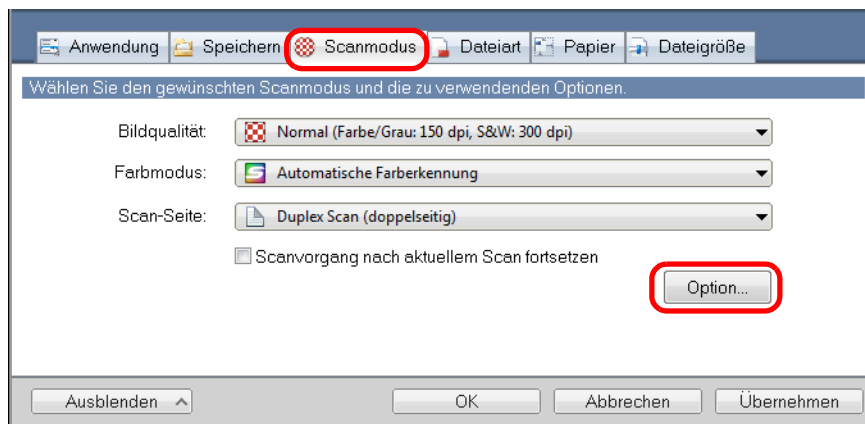 Anwendung Speichern Scanmodus Dateiart Papier Dateigröße
Wählen Sie den gewünschten Scanmodus und die zu verwendenden Optionen.
Bildqualität: Normal (Farbe/Grau: 150 dpi, S&W: 300 dpi)
Farbmodus: Automatische Farberkennung
Scan-Seite: Duplex Scan (doppelseitig)
Scanvorgang nach aktuellem Scan fortsetzen
Option...
Ausblenden OK Abbrechen Übernehmen